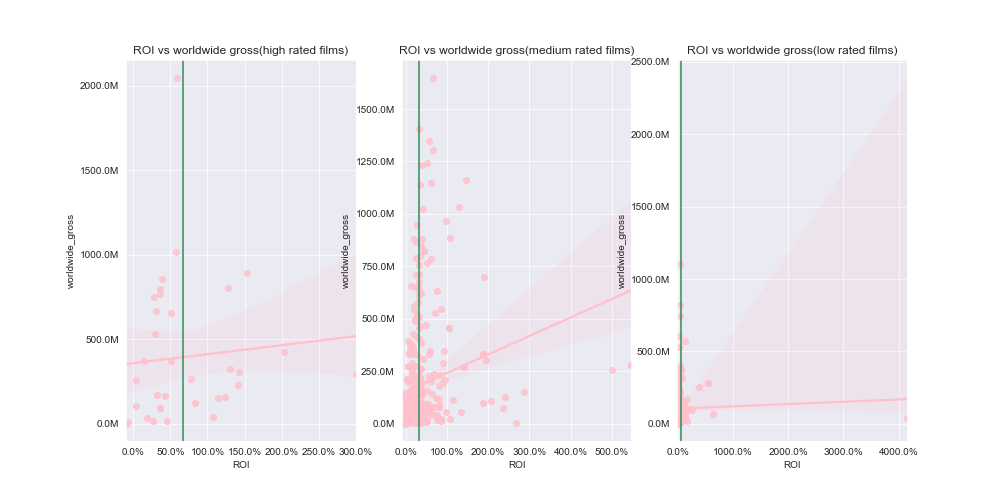 ROI vs worldwide gross(high rated films)
2000.0M
1500.0M
1000.0M
500.0M
0.0M
worldwide_gross
0.0%
50.0%
100.0%
150.0%
200.0%
250.0%
300.0%
ROI
ROI vs worldwide gross(medium rated films)
1500.0M
1250.0M
1000.0M
750.0M
500.0M
250.0M
0.0M
worldwide_gross
0.0%
100.0%
200.0%
300.0%
400.0%
500.0%
ROI
ROI vs worldwide gross(low rated films)
2500.0M
2000.0M
1500.0M
1000.0M
500.0M
0.0M
worldwide_gross
0.0%
1000.0%
2000.0%
3000.0%
4000.0%
ROI